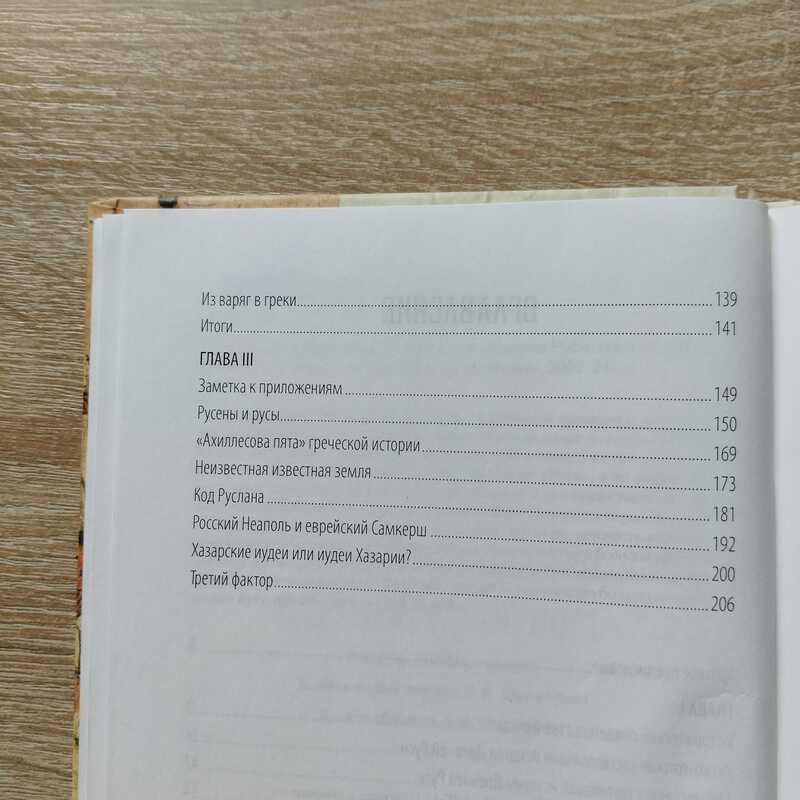 Из варяг в греки 139
Итоги 141
ГЛАВА III
Заметка к приложениям 149
Русены и русы 150
«Ахиллесова пята» греческой истории 169
Неизвестная известная земля 173
Код Руслана 181
Росский Неаполь и еврейский Самкерш 192
Хазарские иудеи или иудеи Хазарии? 200
Третий фактор 206